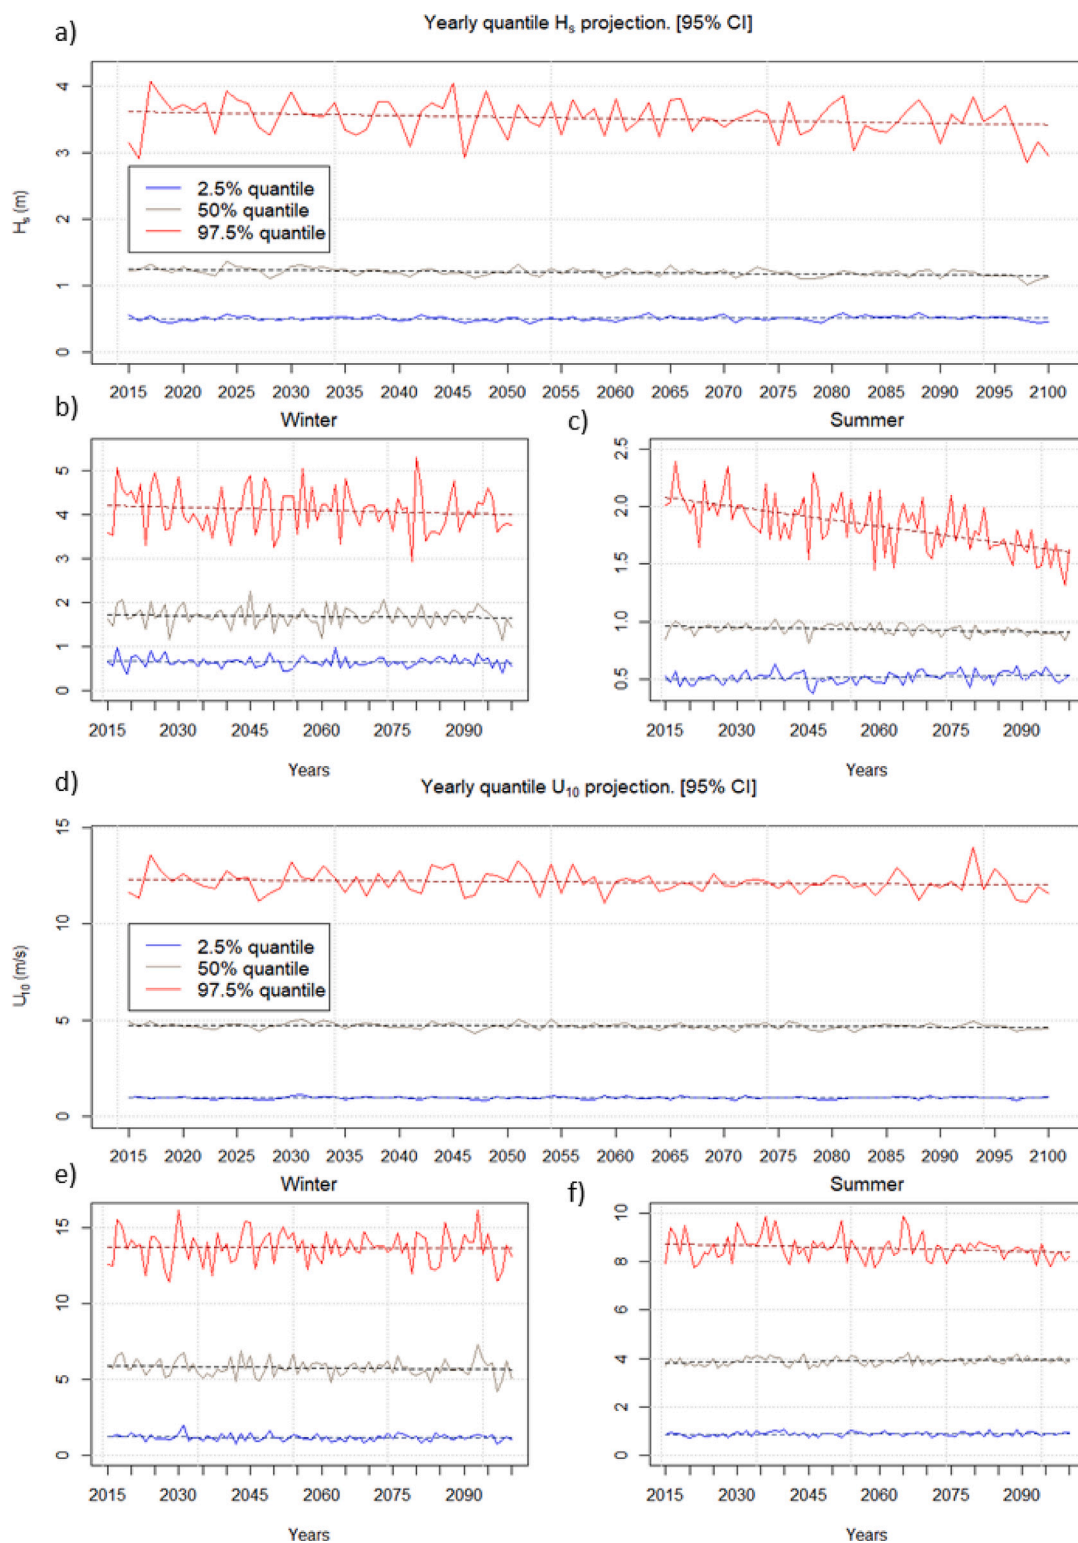 a)
Yearly quantile Hs projection. [95% CI]
4
3
2
1
0
Hs (m)
2.5% quantile
50% quantile
97.5% quantile
2015 2020 2025 2030 2035 2040 2045 2050 2055 2060 2065 2070 2075 2080 2085 2090 2095 2100
b)
Winter
5
4
3
2
1
0
2015 2030 2045 2060 2075 2090
Years
c)
Summer
2.5
2.0
1.5
1.0
0.5
2015 2030 2045 2060 2075 2090
Years
d)
Yearly quantile U10 projection. [95% CI]
15
10
5
0
U10 (m/s)
2.5% quantile
50% quantile
97.5% quantile
2015 2020 2025 2030 2035 2040 2045 2050 2055 2060 2065 2070 2075 2080 2085 2090 2095 2100
e)
Winter
15
10
5
0
2015 2030 2045 2060 2075 2090
Years
f)
Summer
10
8
6
4
2
0
2015 2030 2045 2060 2075 2090
Years